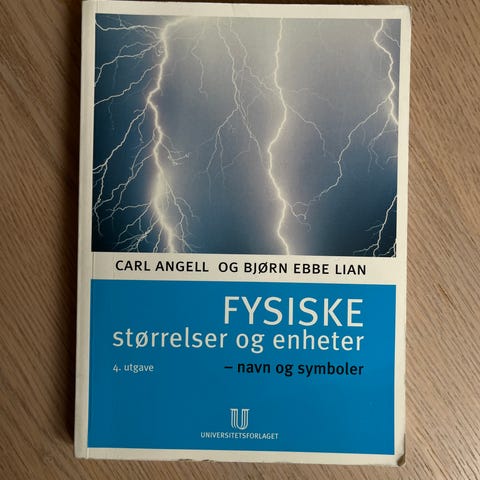 CARL ANGELL OG BJØRN EBBE LIAN
FYSISKE
størrelser og enheter
4. utgave
– navn og symboler
UNIVERSITETSFORLAGET